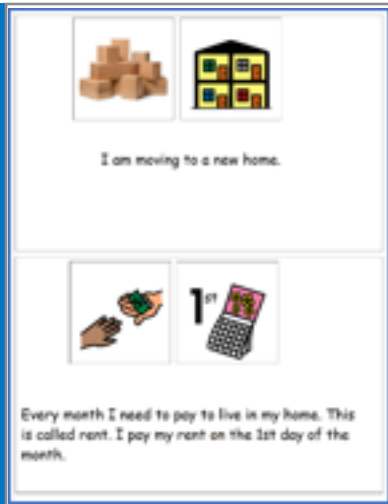 I am moving to a new home.
1ST
Every month I need to pay to live in my home. This
is called rent. I pay my rent on the 1st day of the
month.